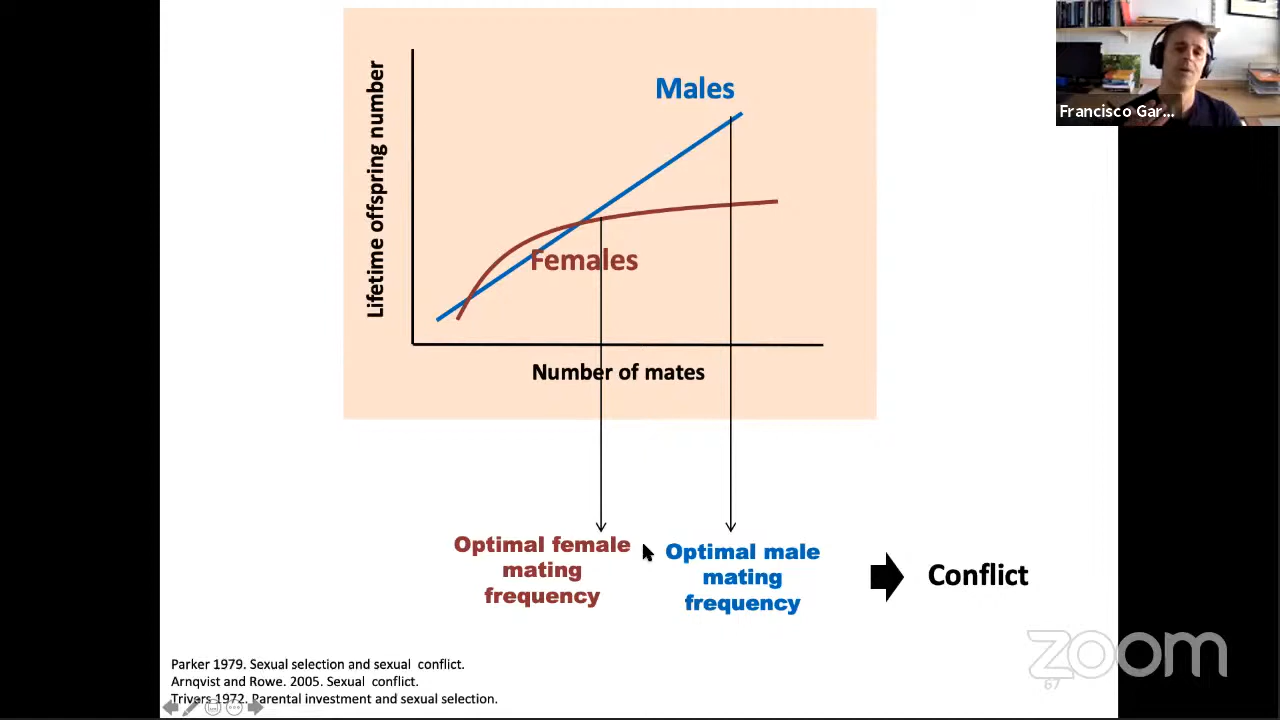 Males
Lifetime offspring number
Females
Number of mates
Optimal female
mating
frequency
Optimal male
mating
frequency
Conflict
Francisco Gar...
Parker 1979. Sexual selection and sexual conflict.
Arnqvist and Rowe. 2005. Sexual conflict.
Trivers 1972. Parental investment and sexual selection.
zoom
67